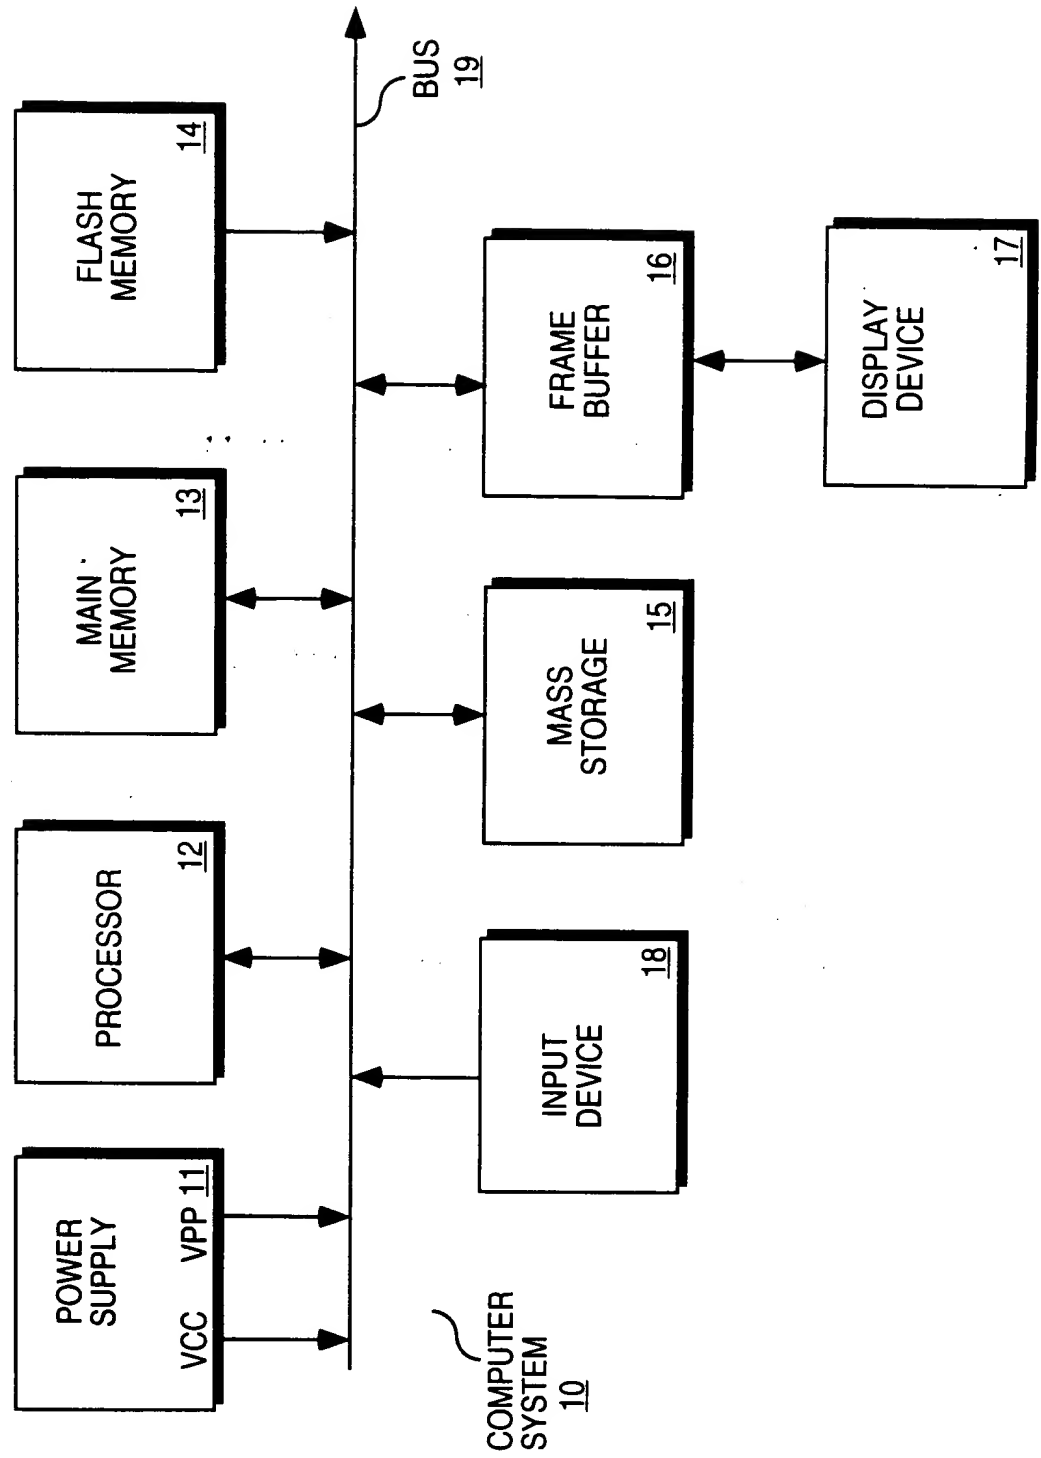 POWER
SUPPLY
VCC VPP 11
PROCESSOR
12
MAIN
MEMORY
13
FLASH
MEMORY
14
BUS
19
INPUT
DEVICE
18
MASS
STORAGE
15
FRAME
BUFFER
16
DISPLAY
DEVICE
17
COMPUTER
SYSTEM
10